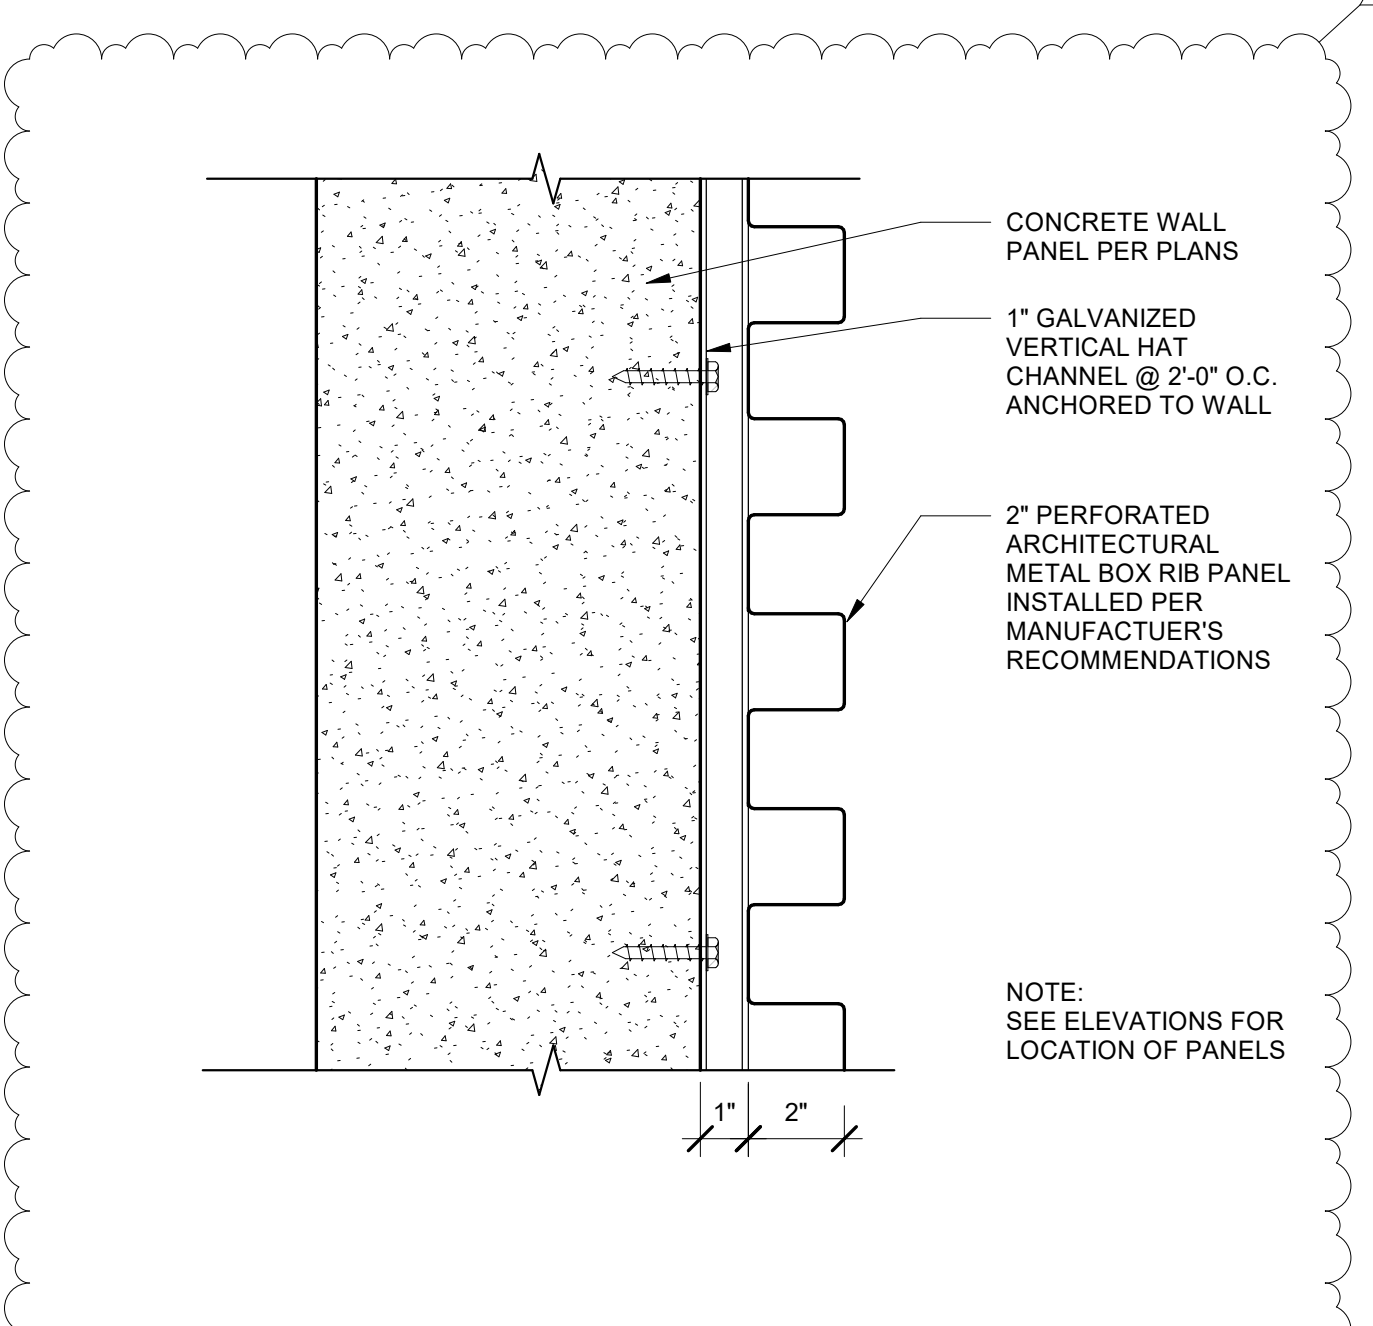 CONCRETE WALL
PANEL PER PLANS
1" GALVANIZED
VERTICAL HAT
CHANNEL @ 2'-0" O.C.
ANCHORED TO WALL
2" PERFORATED
ARCHITECTURAL
METAL BOX RIB PANEL
INSTALLED PER
MANUFACTUER'S
RECOMMENDATIONS
NOTE:
SEE ELEVATIONS FOR
LOCATION OF PANELS
1" 2"